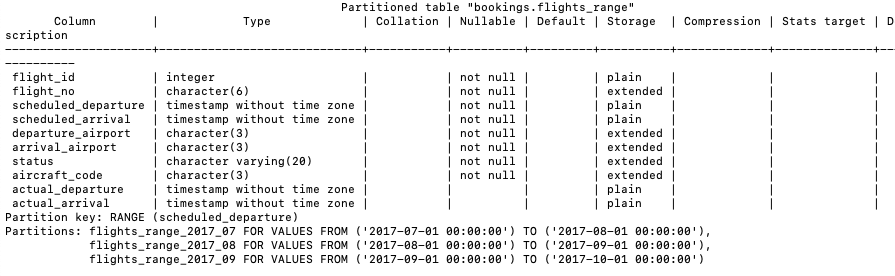 Partitioned table "bookings.flights_range"
       Column        |            Type             | Collation | Nullable | Default | Storage  | Compression | Stats target | D
scription
---------------------+-----------------------------+-----------+----------+---------+----------+-------------+--------------+--
----------
 flight_id           | integer                     |           | not null |         | plain    |             |              |
 flight_no           | character(6)                |           | not null |         | extended |             |              |
 scheduled_departure | timestamp without time zone |           | not null |         | plain    |             |              |
 scheduled_arrival   | timestamp without time zone |           | not null |         | plain    |             |              |
 departure_airport   | character(3)                |           | not null |         | extended |             |              |
 arrival_airport     | character(3)                |           | not null |         | extended |             |              |
 status              | character varying(20)       |           | not null |         | extended |             |              |
 aircraft_code       | character(3)                |           | not null |         | extended |             |              |
 actual_departure    | timestamp without time zone |           |          |         | plain    |             |              |
 actual_arrival      | timestamp without time zone |           |          |         | plain    |             |              |
Partition key: RANGE (scheduled_departure)
Partitions: flights_range_2017_07 FOR VALUES FROM ('2017-07-01 00:00:00') TO ('2017-08-01 00:00:00'),
            flights_range_2017_08 FOR VALUES FROM ('2017-08-01 00:00:00') TO ('2017-09-01 00:00:00'),
            flights_range_2017_09 FOR VALUES FROM ('2017-09-01 00:00:00') TO ('2017-10-01 00:00:00')